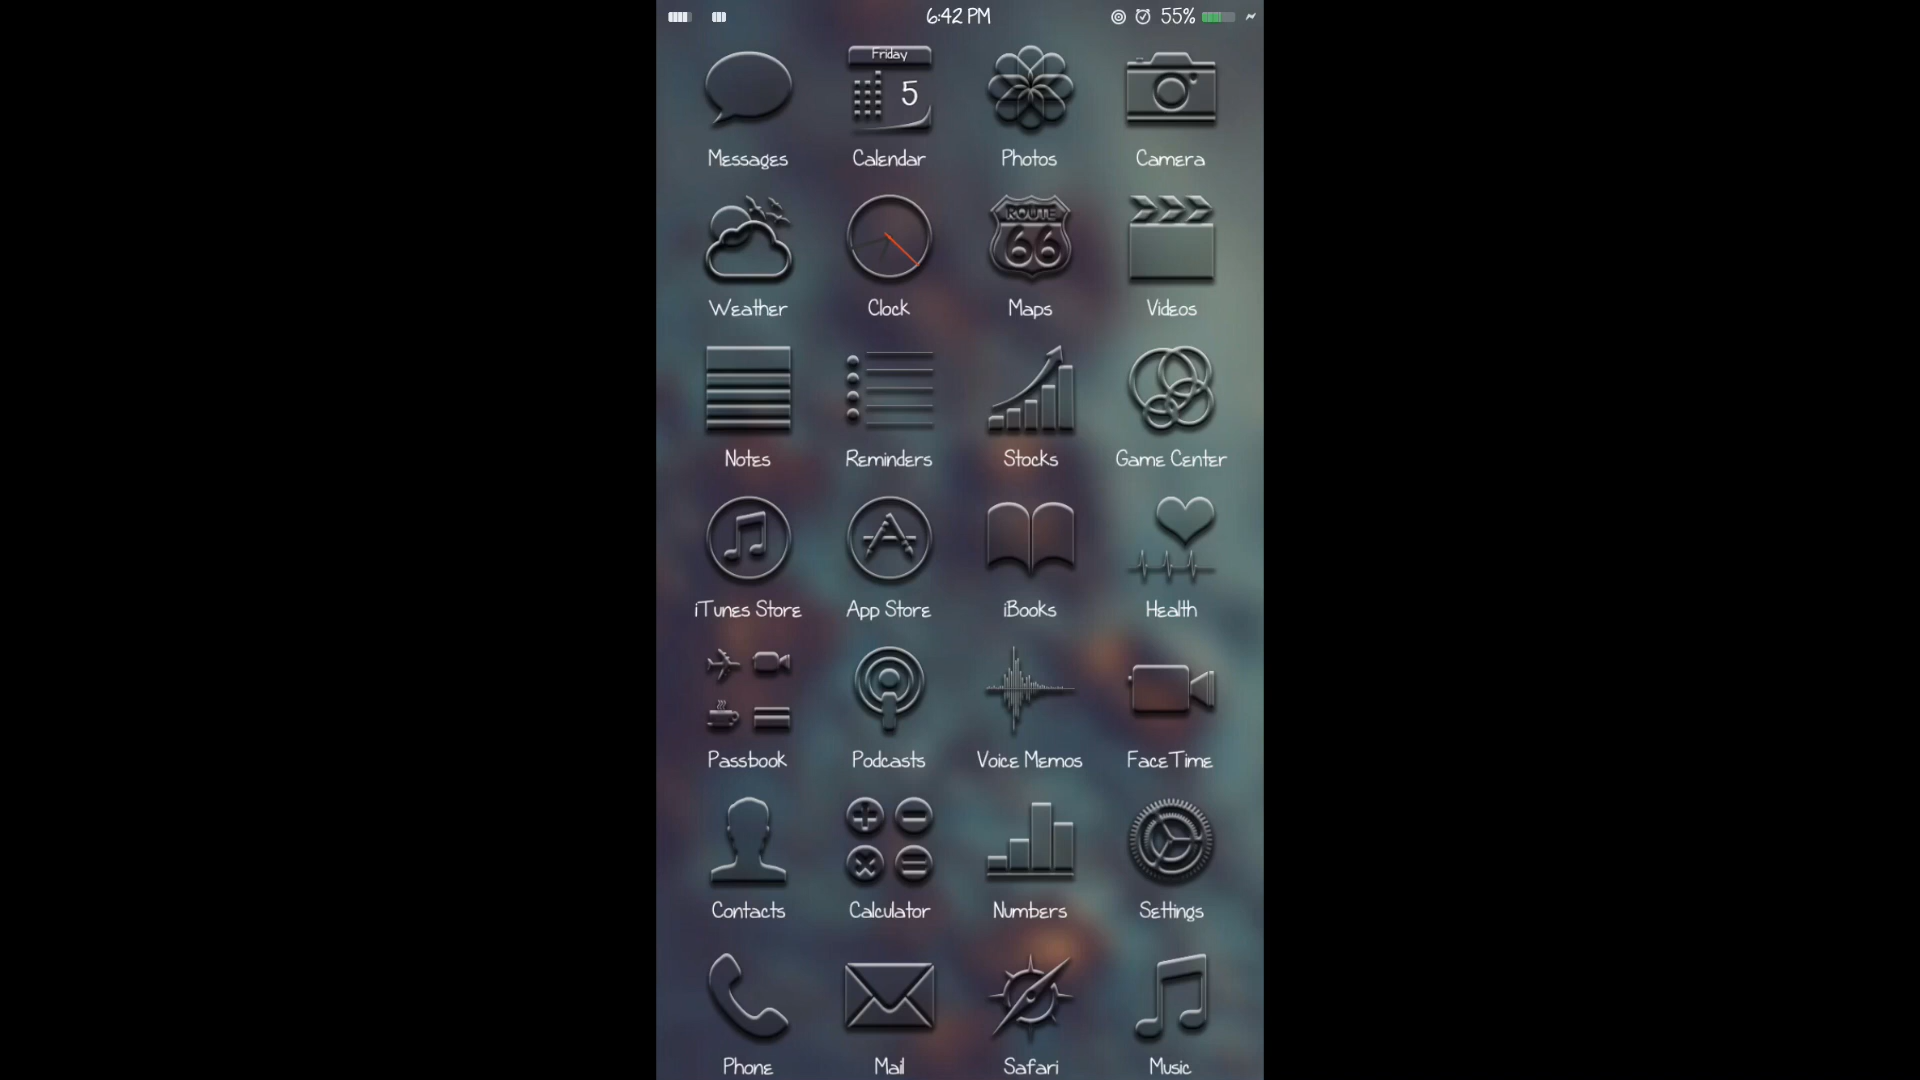 6:42 PM 55%
Friday
5
Messages Calendar Photos Camera
ROUTE
66
Weather Clock Maps Videos
Notes Reminders Stocks Game Center
iTunes Store App Store iBooks Health
Passbook Podcasts Voice Memos FaceTime
Contacts Calculator Numbers Settings
Phone Mail Safari Music